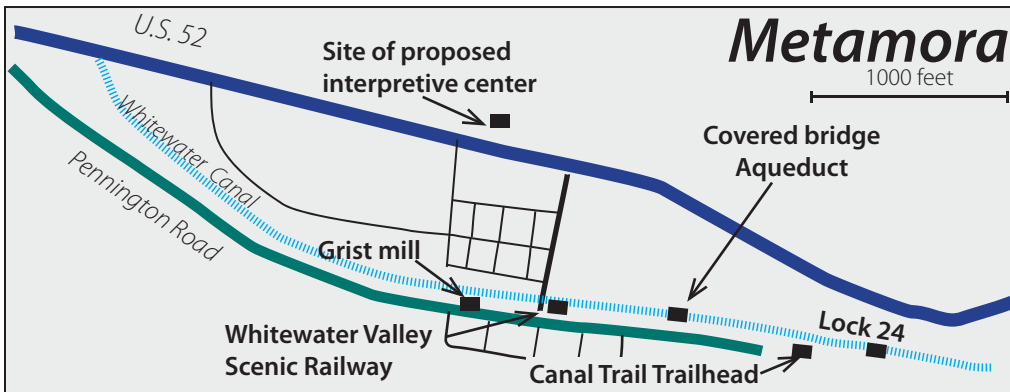 U.S. 52
Site of proposed
interpretive center
Metamora
1000 feet
Covered bridge
Aqueduct
Whitewater Canal
Pennington Road
Grist mill
Whitewater Valley
Scenic Railway
Lock 24
Canal Trail Trailhead